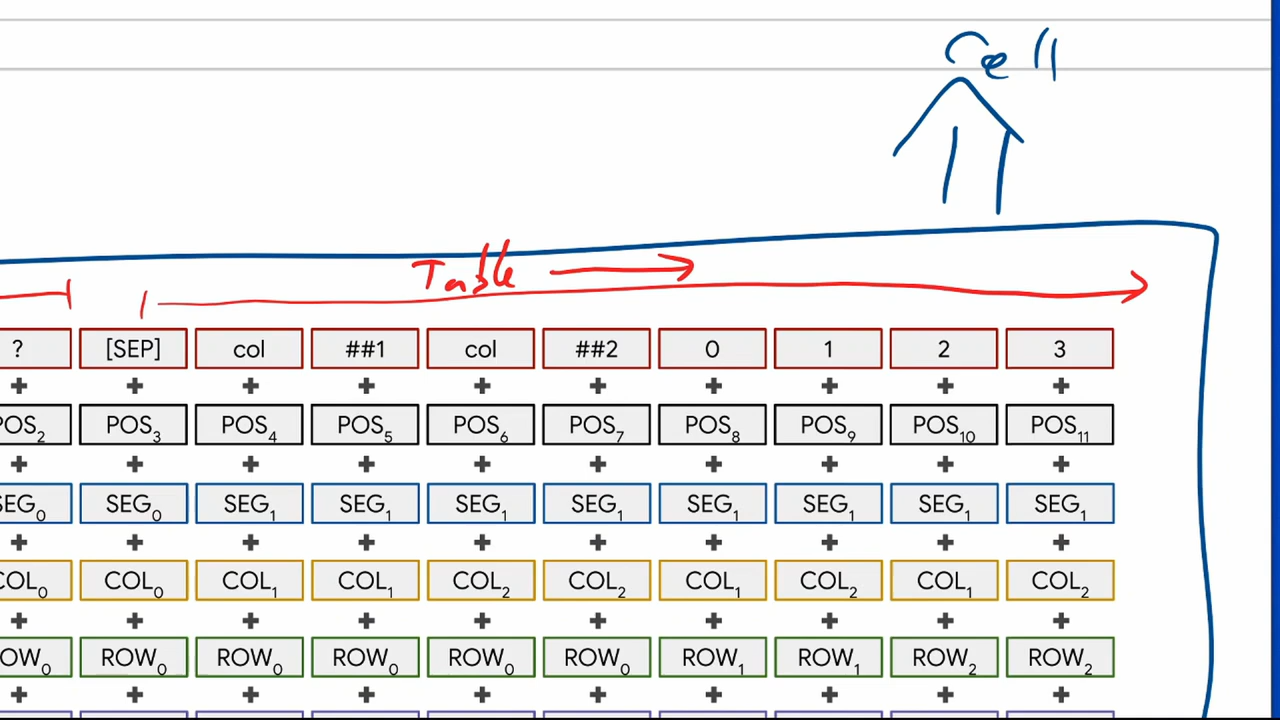 Cell
Table
? [SEP] col ##1 col ##2 0 1 2 3
+ + + + + + + + + +
POS₂ POS₃ POS₄ POS₅ POS₆ POS₇ POS₈ POS₉ POS₁₀ POS₁₁
+ + + + + + + + + +
SEG₀ SEG₀ SEG₁ SEG₁ SEG₁ SEG₁ SEG₁ SEG₁ SEG₁ SEG₁
+ + + + + + + + + +
COL₀ COL₀ COL₁ COL₁ COL₂ COL₂ COL₁ COL₂ COL₁ COL₂
+ + + + + + + + + +
ROW₀ ROW₀ ROW₀ ROW₀ ROW₀ ROW₀ ROW₁ ROW₁ ROW₂ ROW₂
+ + + + + + + + + +